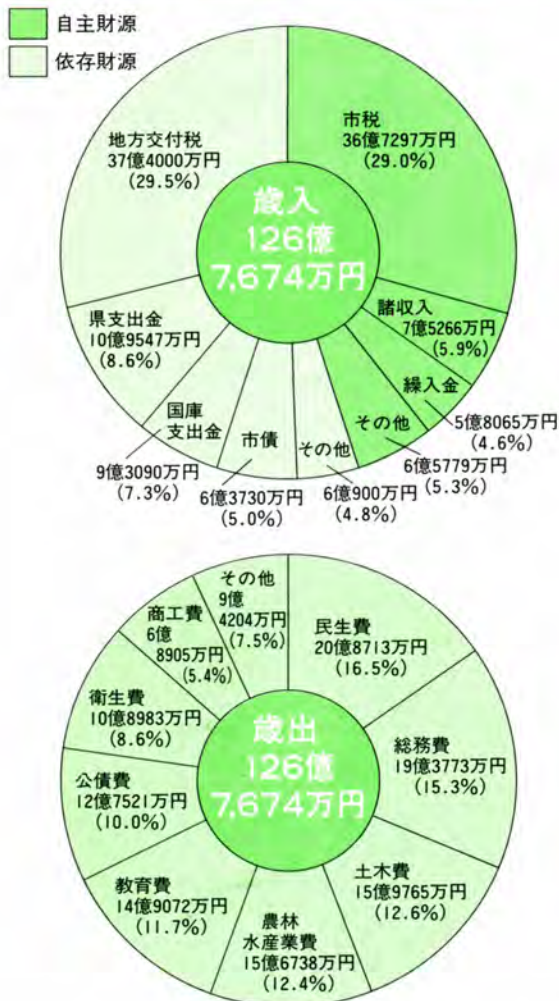 自主財源
依存財源
歳入
126億
7,674万円
市税
36億7297万円
(29.0%)
諸収入
7億5266万円
(5.9%)
繰入金
5億8065万円
(4.6%)
その他
6億5779万円
(5.3%)
その他
6億900万円
(4.8%)
市債
6億3730万円
(5.0%)
国庫
支出金
9億3090万円
(7.3%)
県支出金
10億9547万円
(8.6%)
地方交付税
37億4000万円
(29.5%)
歳出
126億
7,674万円
民生費
20億8713万円
(16.5%)
総務費
19億3773万円
(15.3%)
土木費
15億9765万円
(12.6%)
農林
水産業費
15億6738万円
(12.4%)
教育費
14億9072万円
(11.7%)
公債費
12億7521万円
(10.0%)
衛生費
10億8983万円
(8.6%)
商工費
6億
8905万円
(5.4%)
その他
9億
4204万円
(7.5%)